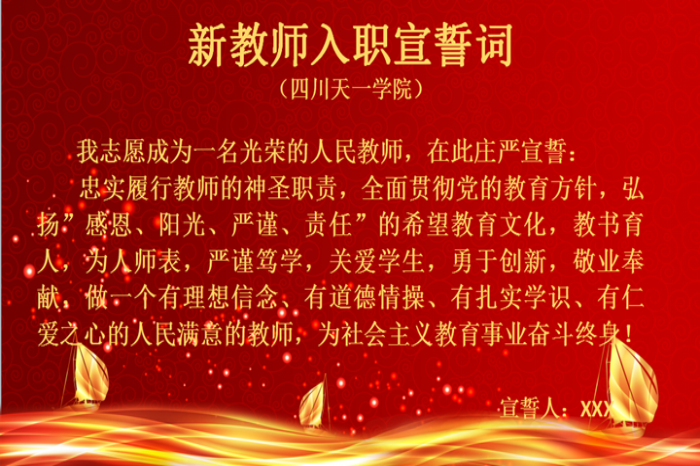 新教师入职宣誓词
（四川天一学院）
我志愿成为一名光荣的人民教师，在此庄严宣誓：
忠实履行教师的神圣职责，全面贯彻党的教育方针，弘
扬”感恩、阳光、严谨、责任”的希望教育文化，教书育
人，为人师表，严谨笃学，关爱学生，勇于创新，敬业奉
献，做一个有理想信念、有道德情操、有扎实学识、有仁
爱之心的人民满意的教师，为社会主义教育事业奋斗终身！
宣誓人：XXX